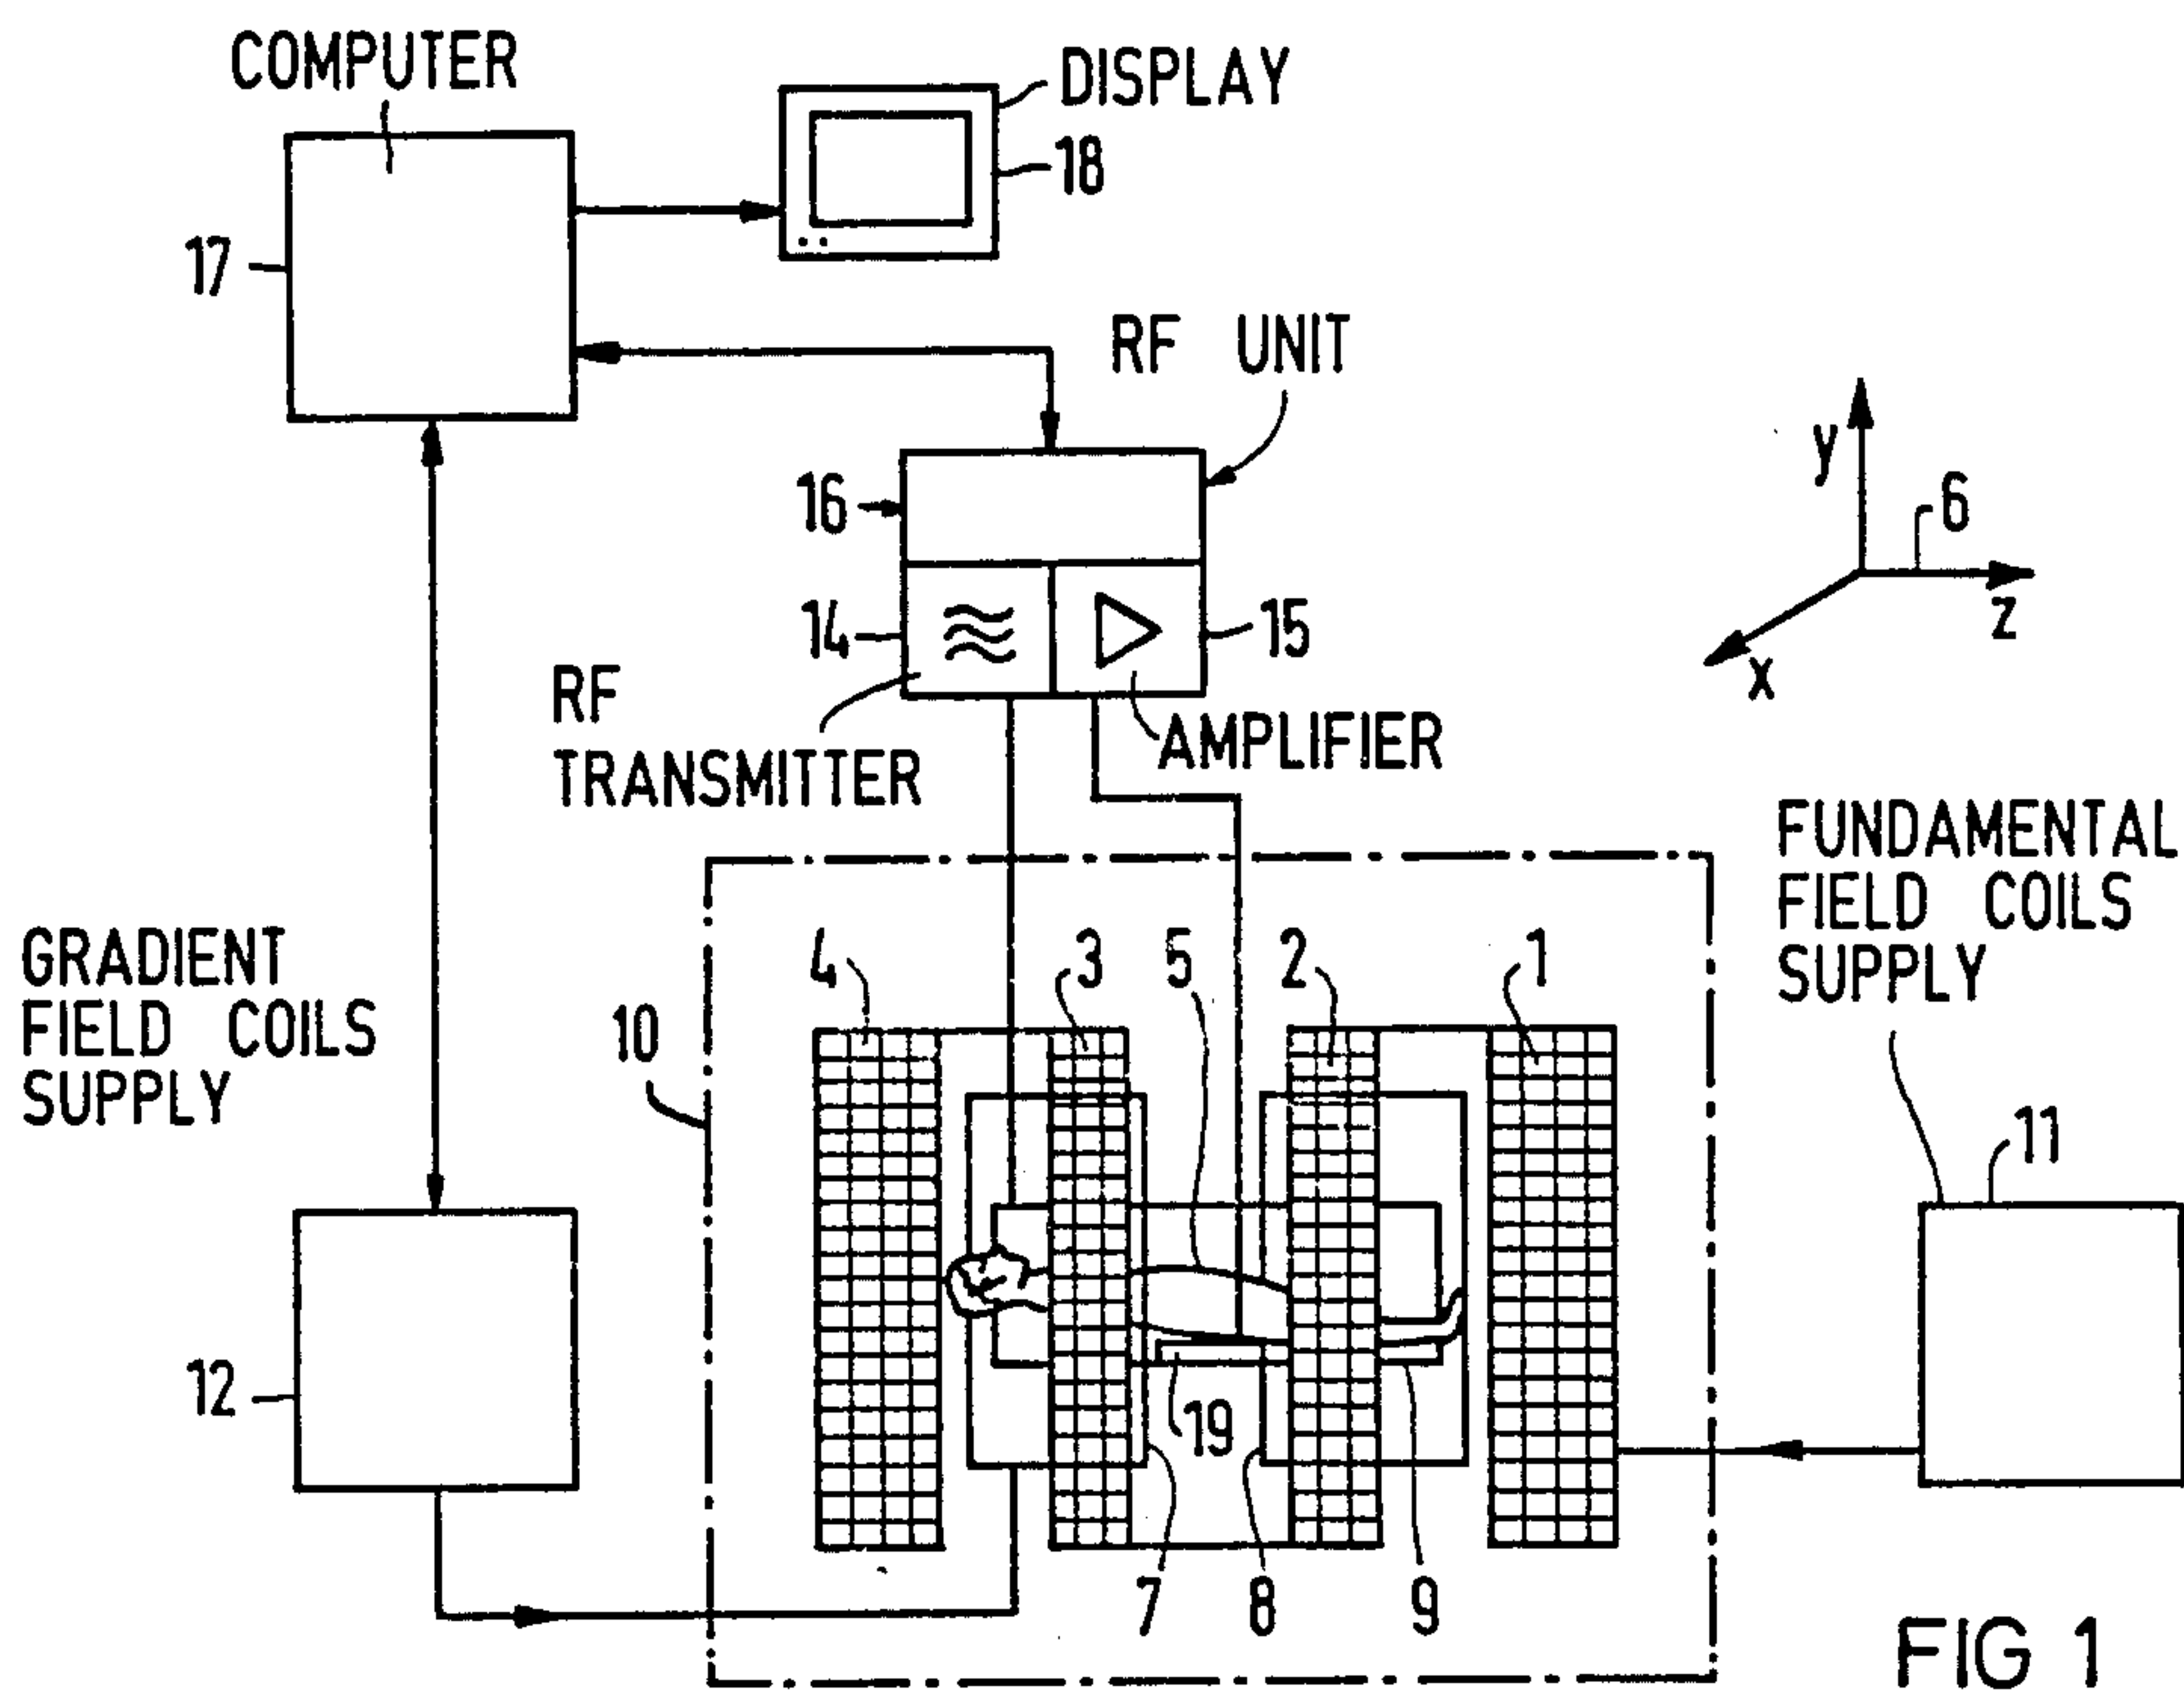 COMPUTER
DISPLAY
18
17
RF UNIT
y
6
16
z
14
15
x
RF
TRANSMITTER
AMPLIFIER
FUNDAMENTAL
FIELD COILS
SUPPLY
GRADIENT
FIELD COILS
SUPPLY
4
3
5
2
1
10
11
12
19
7
8
9
FIG 1